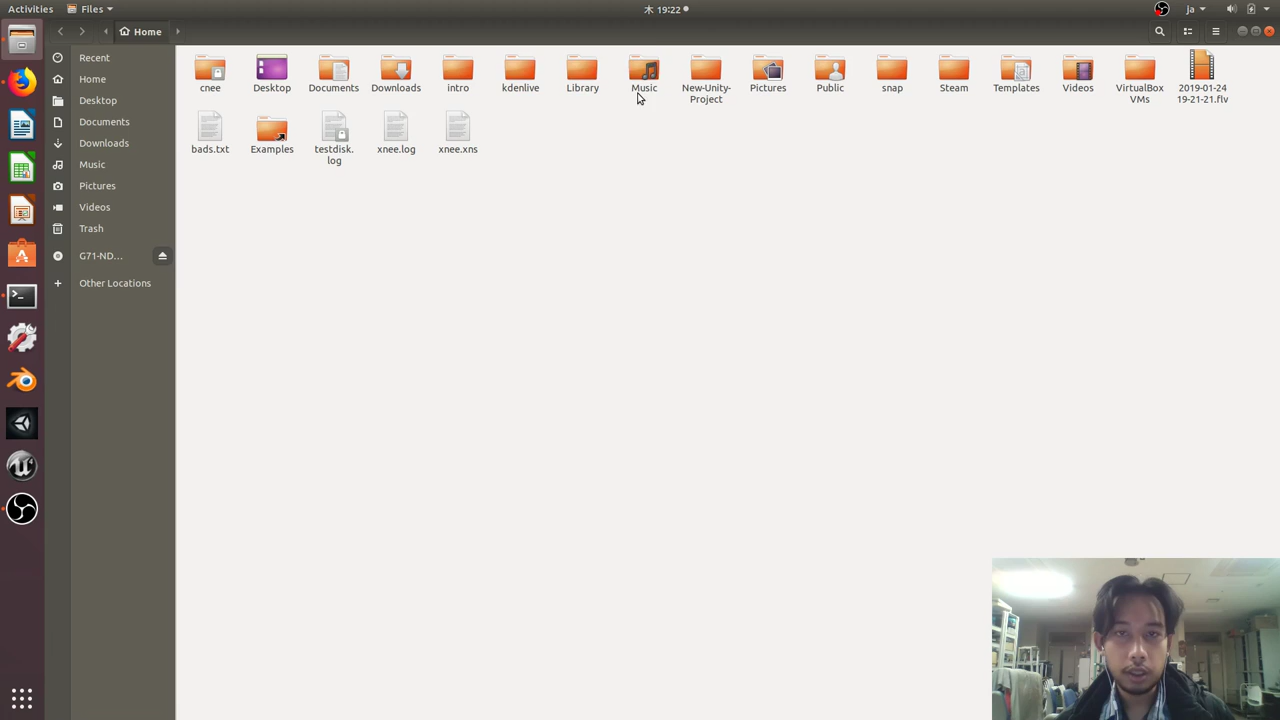 Activities Files 木 19:22 ja
Home
Recent
Home
Desktop
Documents
Downloads
Music
Pictures
Videos
Trash
G71-ND...
Other Locations
cnee Desktop Documents Downloads intro kdenlive Library Music New-Unity- Pictures Public snap Steam Templates Videos VirtualBox 2019-01-24
Project VMs 19-21-21.flv
bads.txt Examples testdisk. xnee.log xnee.xns
log